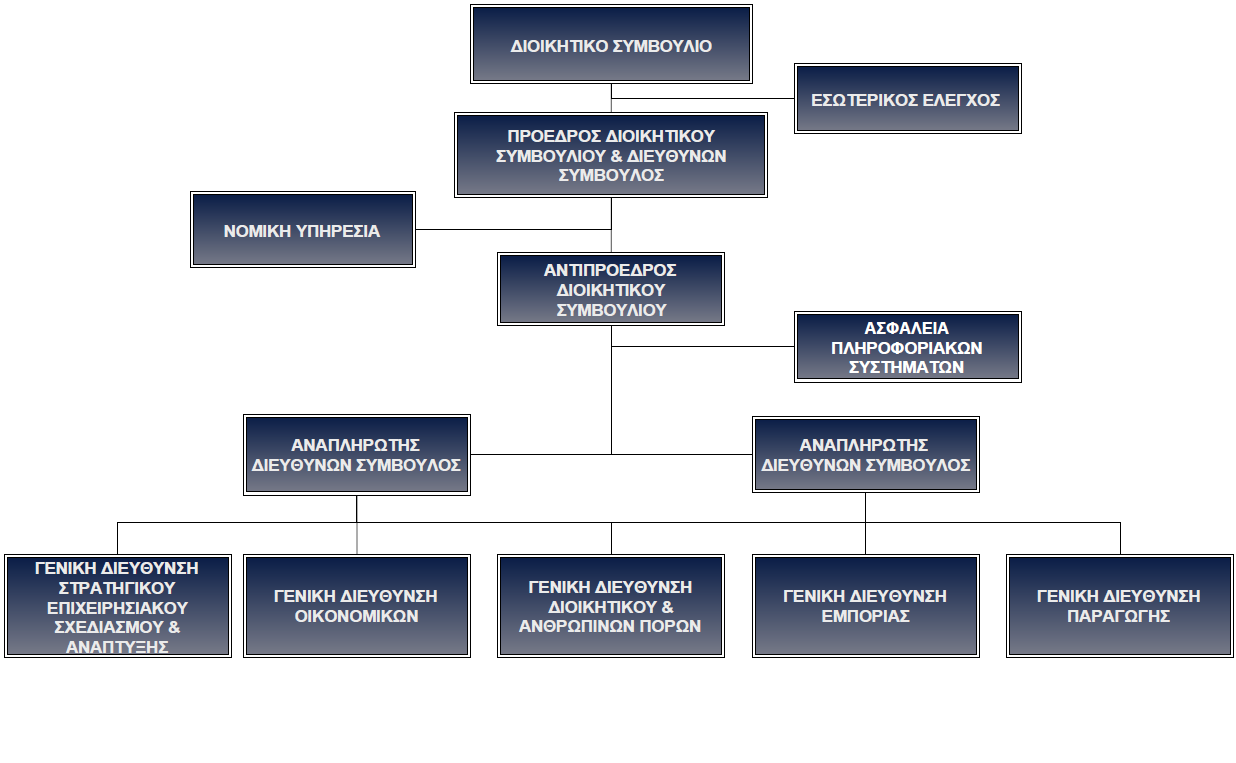 ΔΙΟΙΚΗΤΙΚΟ ΣΥΜΒΟΥΛΙΟ
ΕΣΩΤΕΡΙΚΟΣ ΕΛΕΓΧΟΣ
ΠΡΟΕΔΡΟΣ ΔΙΟΙΚΗΤΙΚΟΥ
ΣΥΜΒΟΥΛΙΟΥ & ΔΙΕΥΘΥΝΩΝ
ΣΥΜΒΟΥΛΟΣ
ΝΟΜΙΚΗ ΥΠΗΡΕΣΙΑ
ΑΝΤΙΠΡΟΕΔΡΟΣ
ΔΙΟΙΚΗΤΙΚΟΥ
ΣΥΜΒΟΥΛΙΟΥ
ΑΣΦΑΛΕΙΑ
ΠΛΗΡΟΦΟΡΙΑΚΩΝ
ΣΥΣΤΗΜΑΤΩΝ
ΑΝΑΠΛΗΡΩΤΗΣ
ΔΙΕΥΘΥΝΩΝ ΣΥΜΒΟΥΛΟΣ
ΑΝΑΠΛΗΡΩΤΗΣ
ΔΙΕΥΘΥΝΩΝ ΣΥΜΒΟΥΛΟΣ
ΓΕΝΙΚΗ ΔΙΕΥΘΥΝΣΗ
ΣΤΡΑΤΗΓΙΚΟΥ
ΕΠΙΧΕΙΡΗΣΙΑΚΟΥ
ΣΧΕΔΙΑΣΜΟΥ &
ΑΝΑΠΤΥΞΗΣ
ΓΕΝΙΚΗ ΔΙΕΥΘΥΝΣΗ
ΟΙΚΟΝΟΜΙΚΩΝ
ΓΕΝΙΚΗ ΔΙΕΥΘΥΝΣΗ
ΔΙΟΙΚΗΤΙΚΟΥ &
ΑΝΘΡΩΠΙΝΩΝ ΠΟΡΩΝ
ΓΕΝΙΚΗ ΔΙΕΥΘΥΝΣΗ
ΕΜΠΟΡΙΑΣ
ΓΕΝΙΚΗ ΔΙΕΥΘΥΝΣΗ
ΠΑΡΑΓΩΓΗΣ